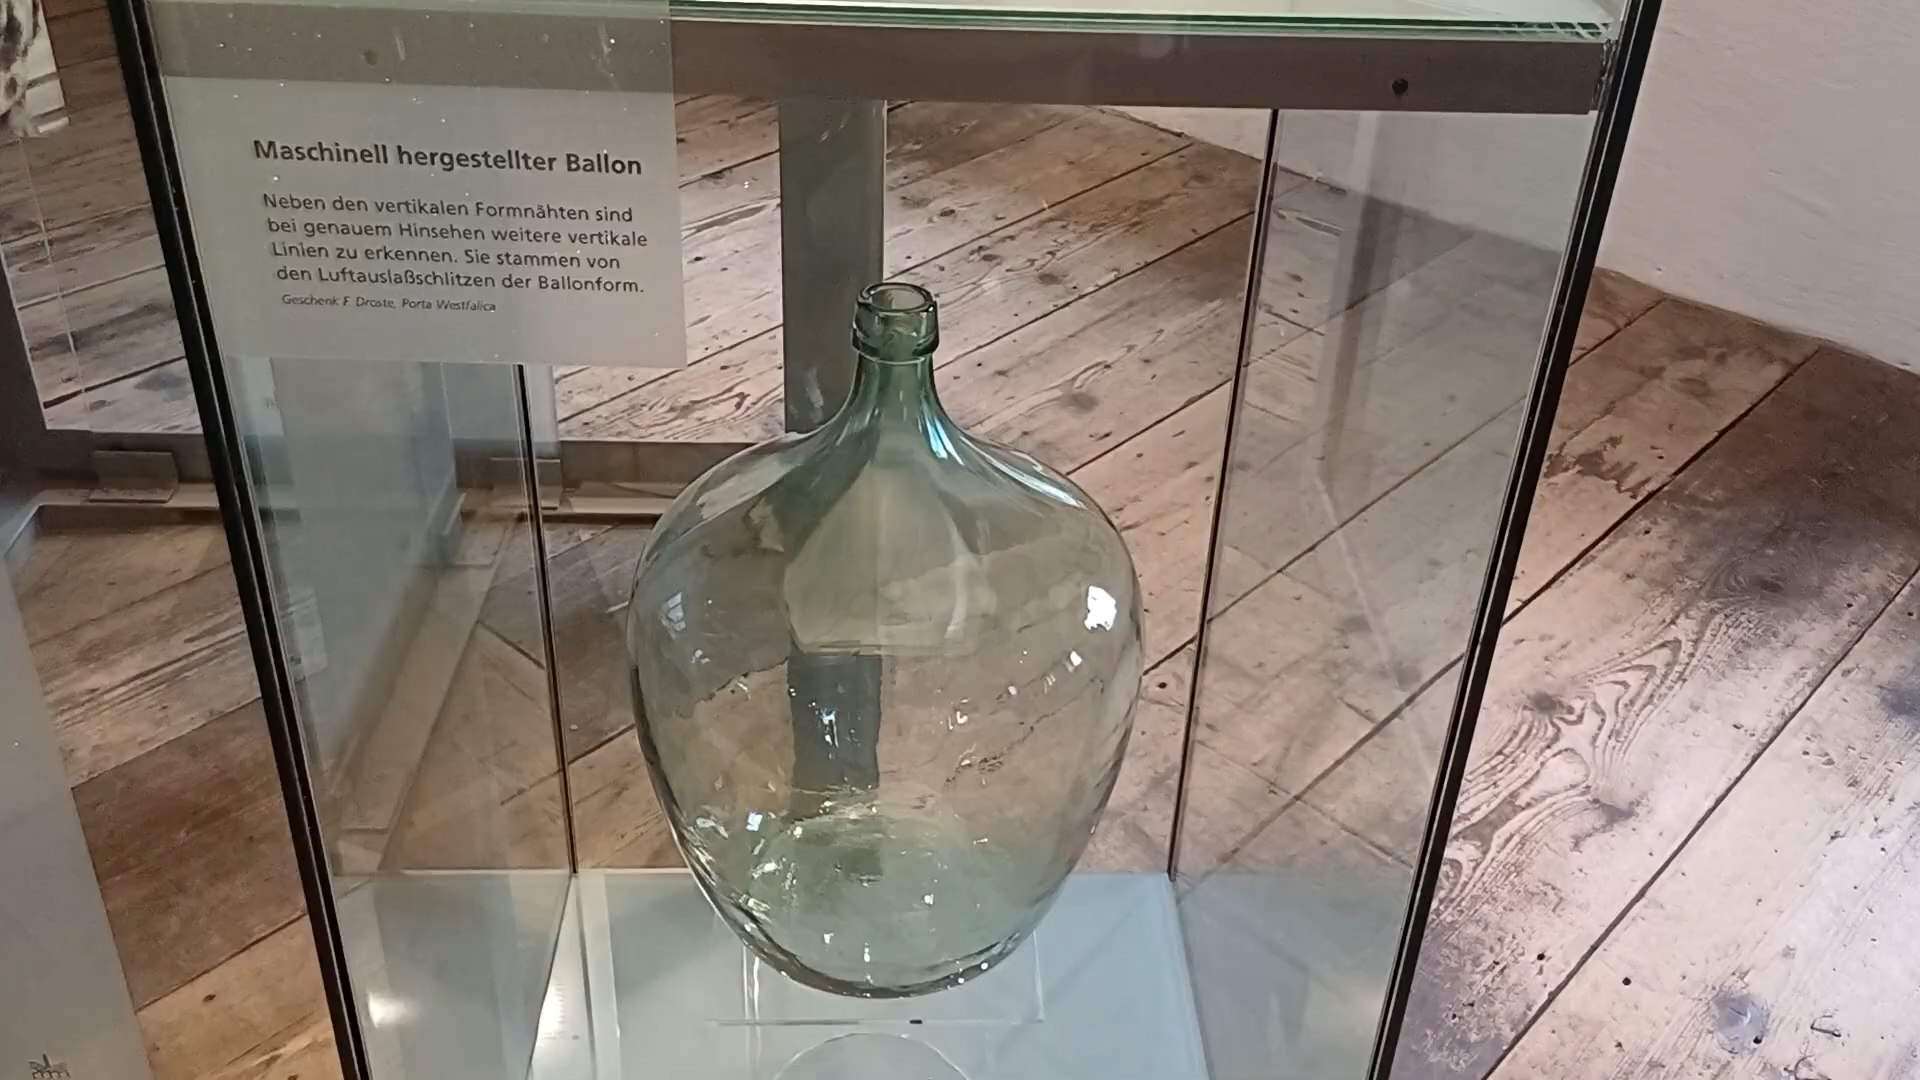 Maschinell hergestellter Ballon
Neben den vertikalen Formnähten sind
bei genauem Hinsehen weitere vertikale
Linien zu erkennen. Sie stammen von
den Luftauslaßschlitzen der Ballonform.
Geschenk F. Droste, Porta Westfalica